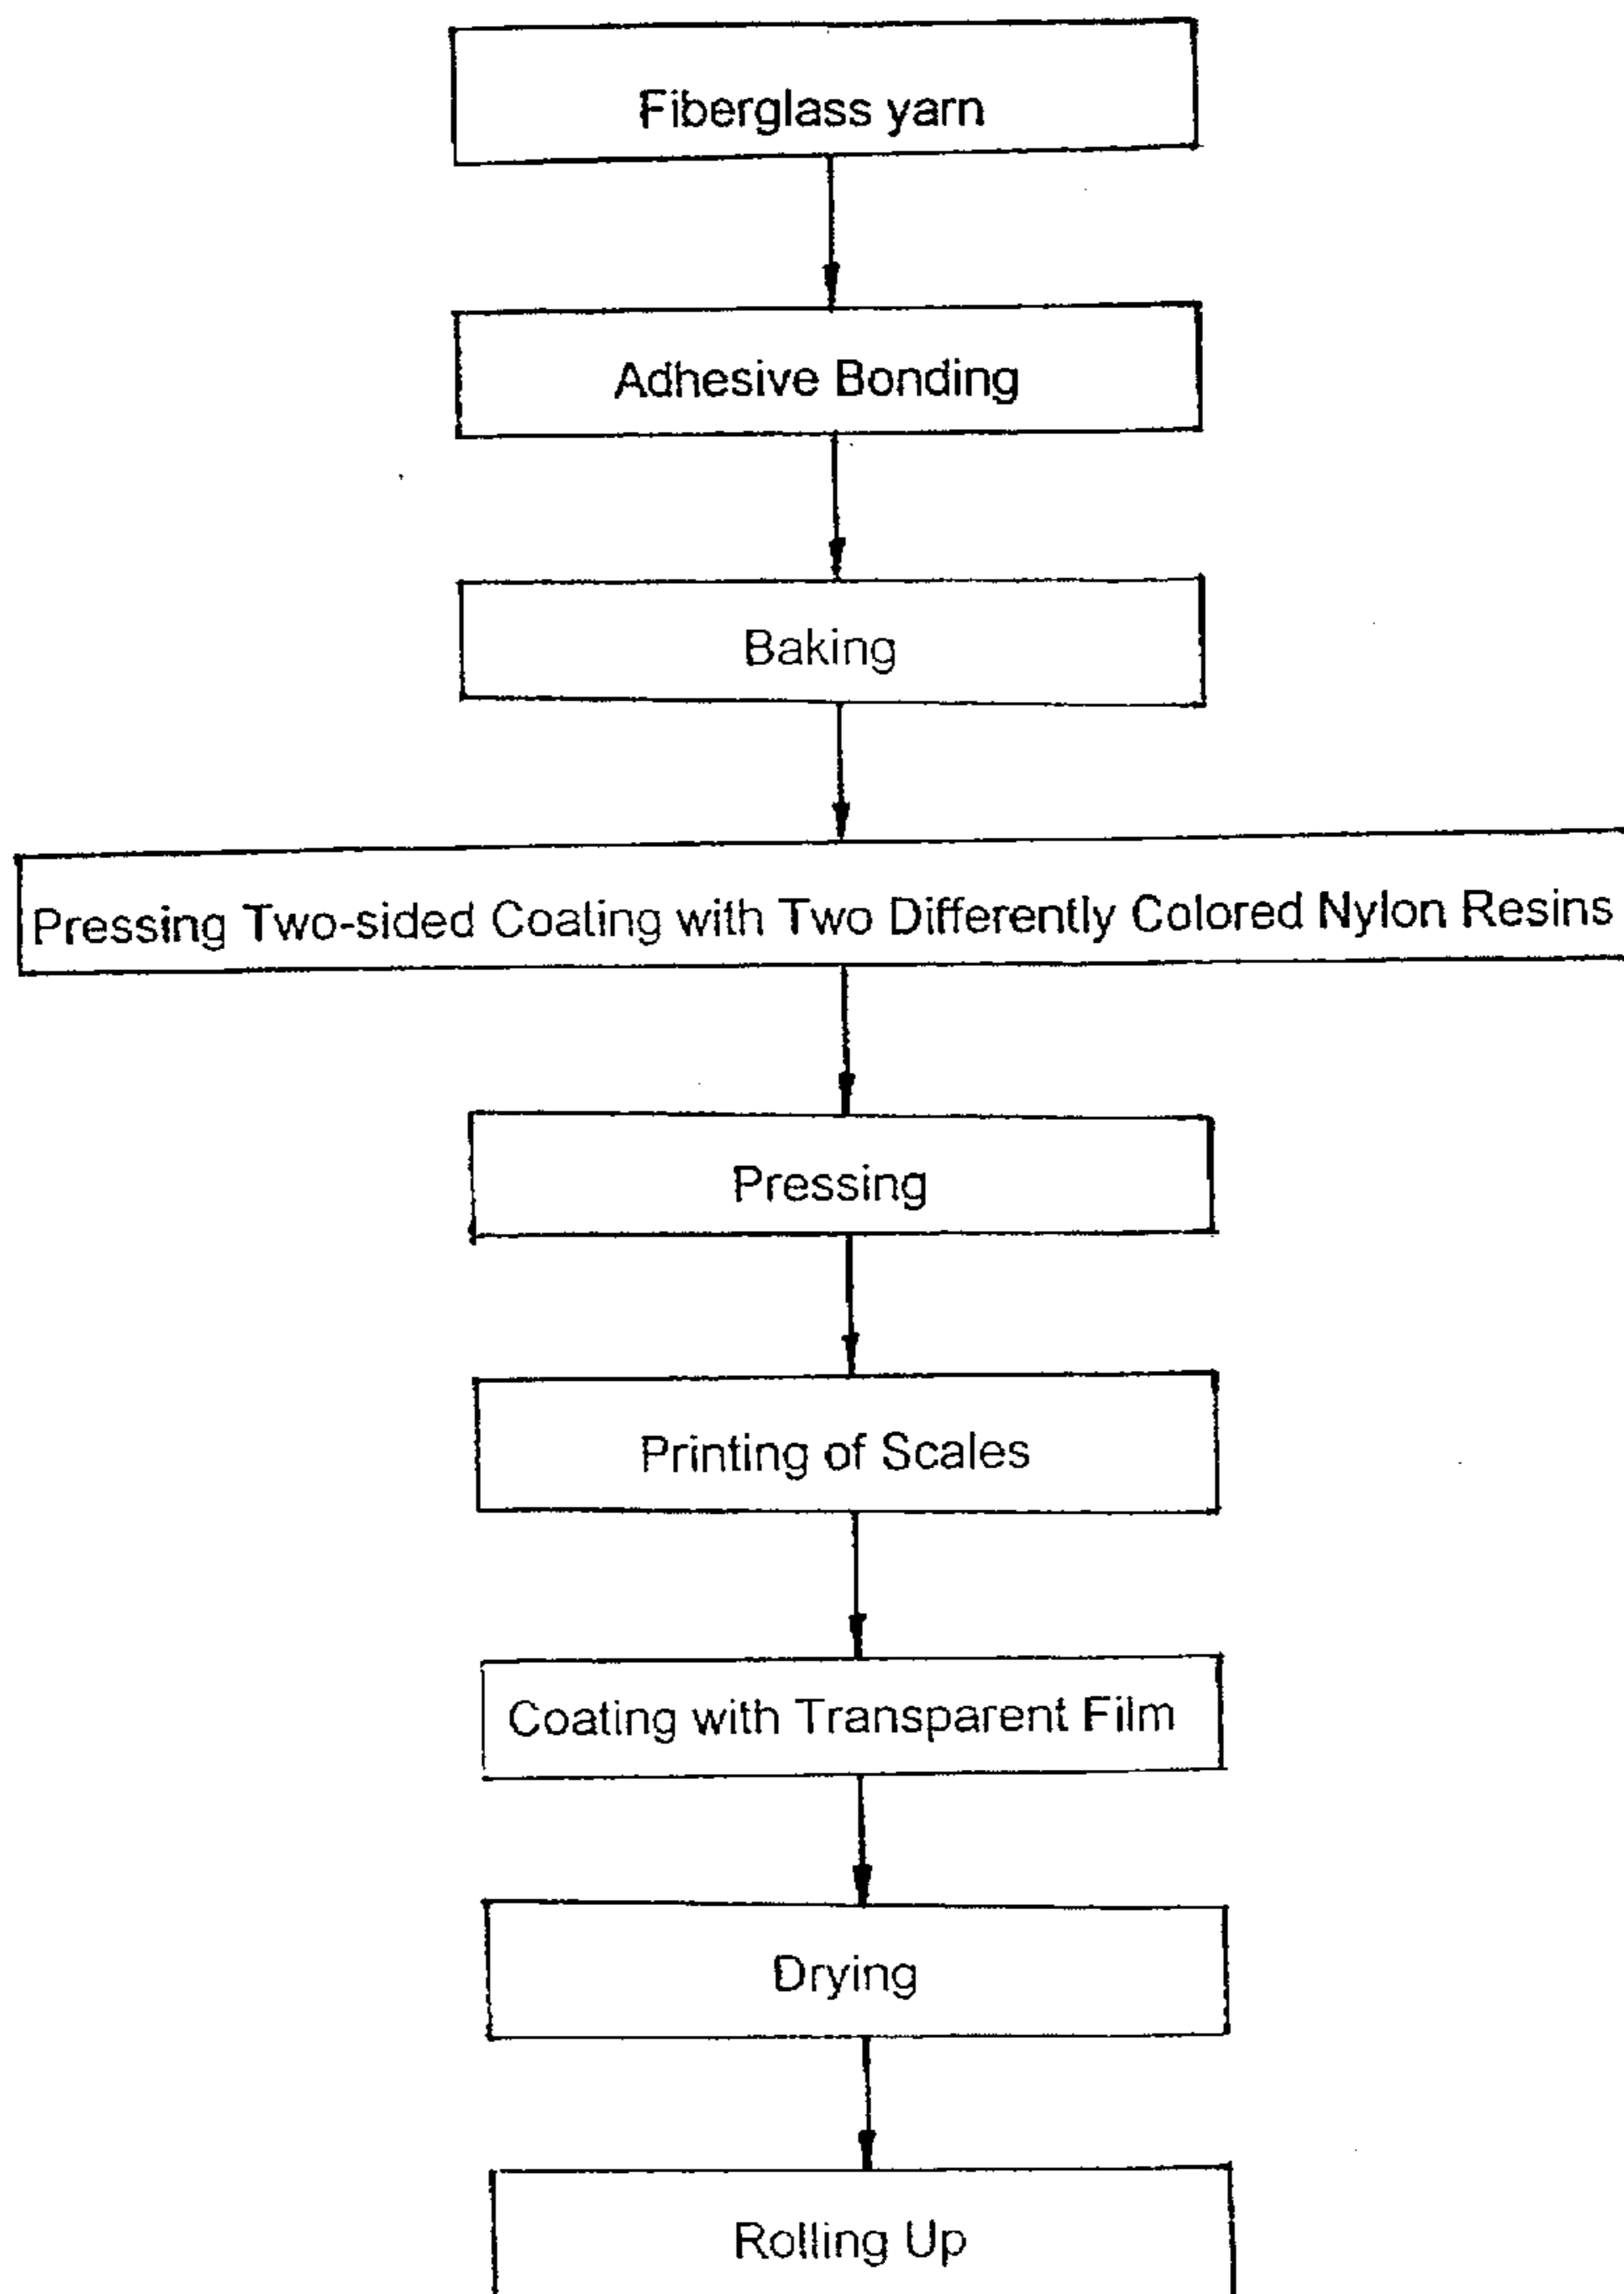 Fiberglass yarn
Adhesive Bonding
Baking
Pressing Two-sided Coating with Two Differently Colored Nylon Resins
Pressing
Printing of Scales
Coating with Transparent Film
Drying
Rolling Up